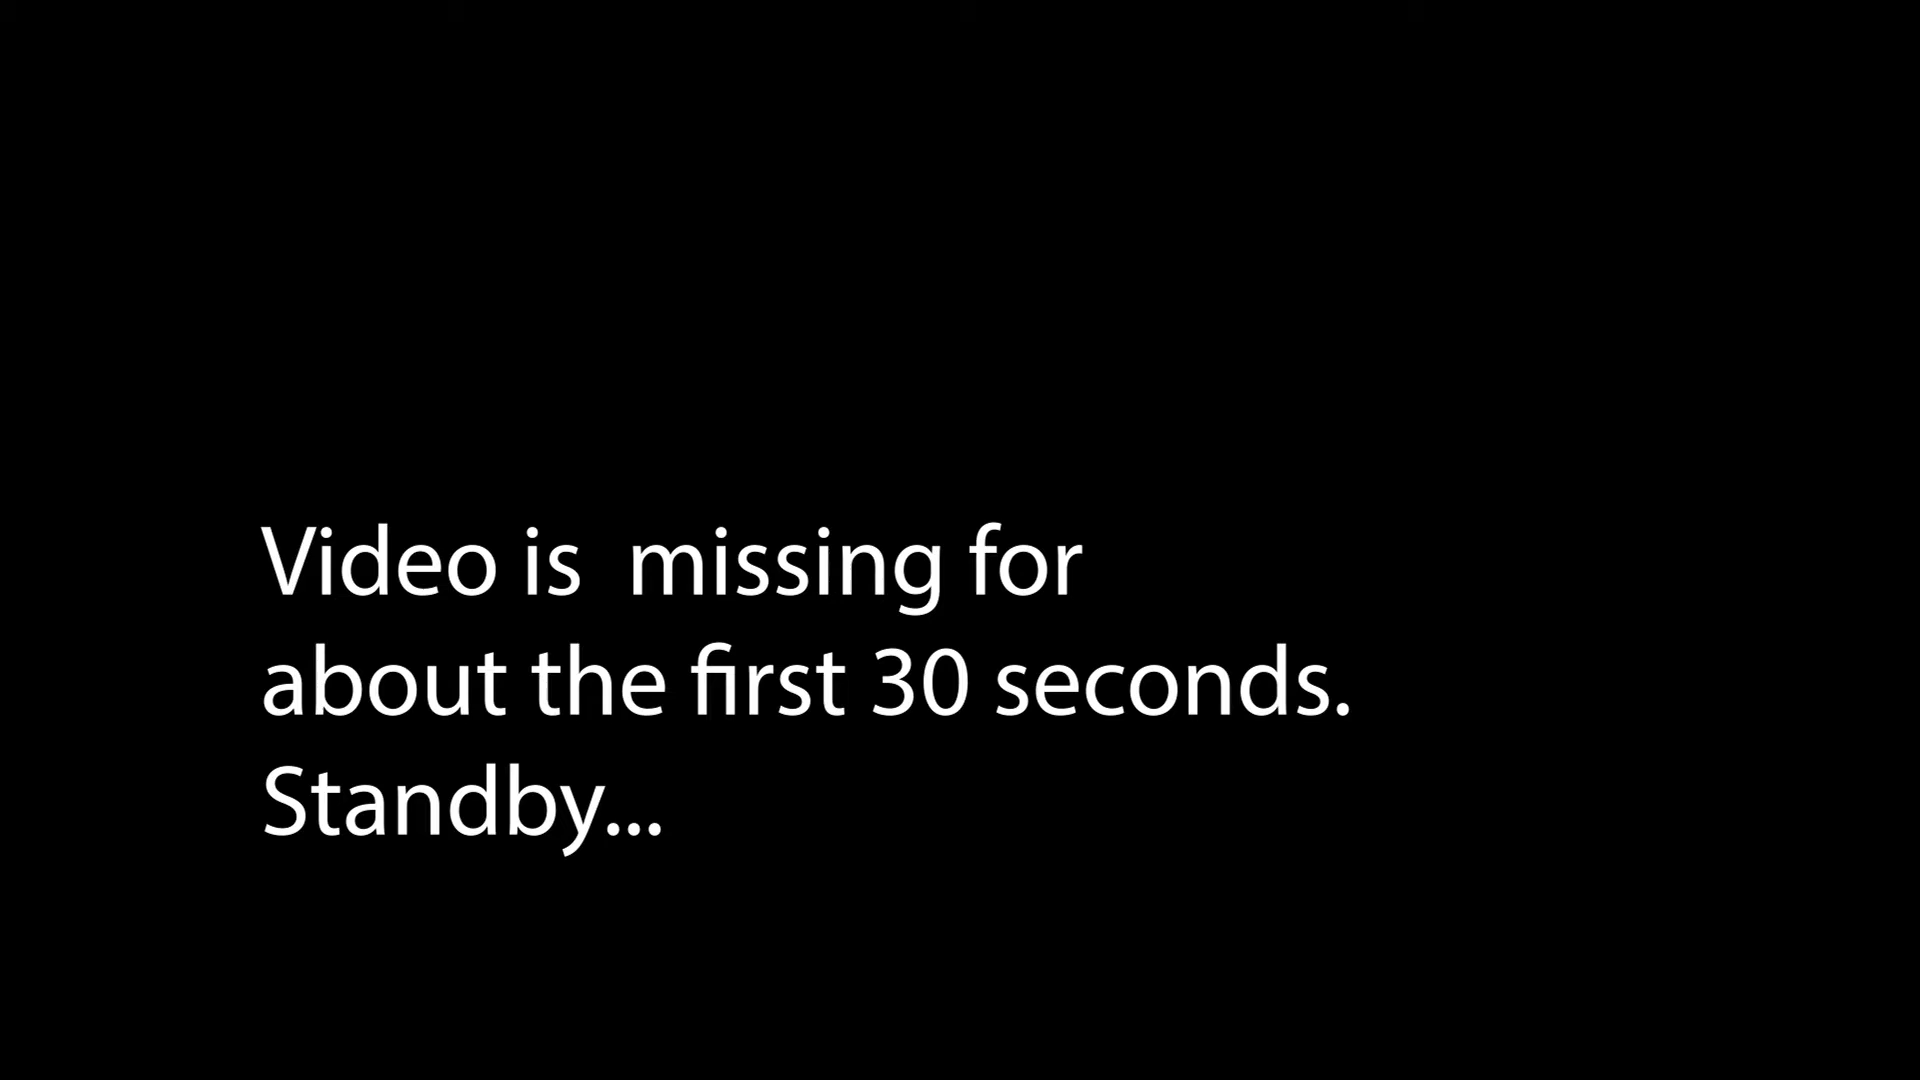 Video is  missing for
about the first 30 seconds.
Standby...